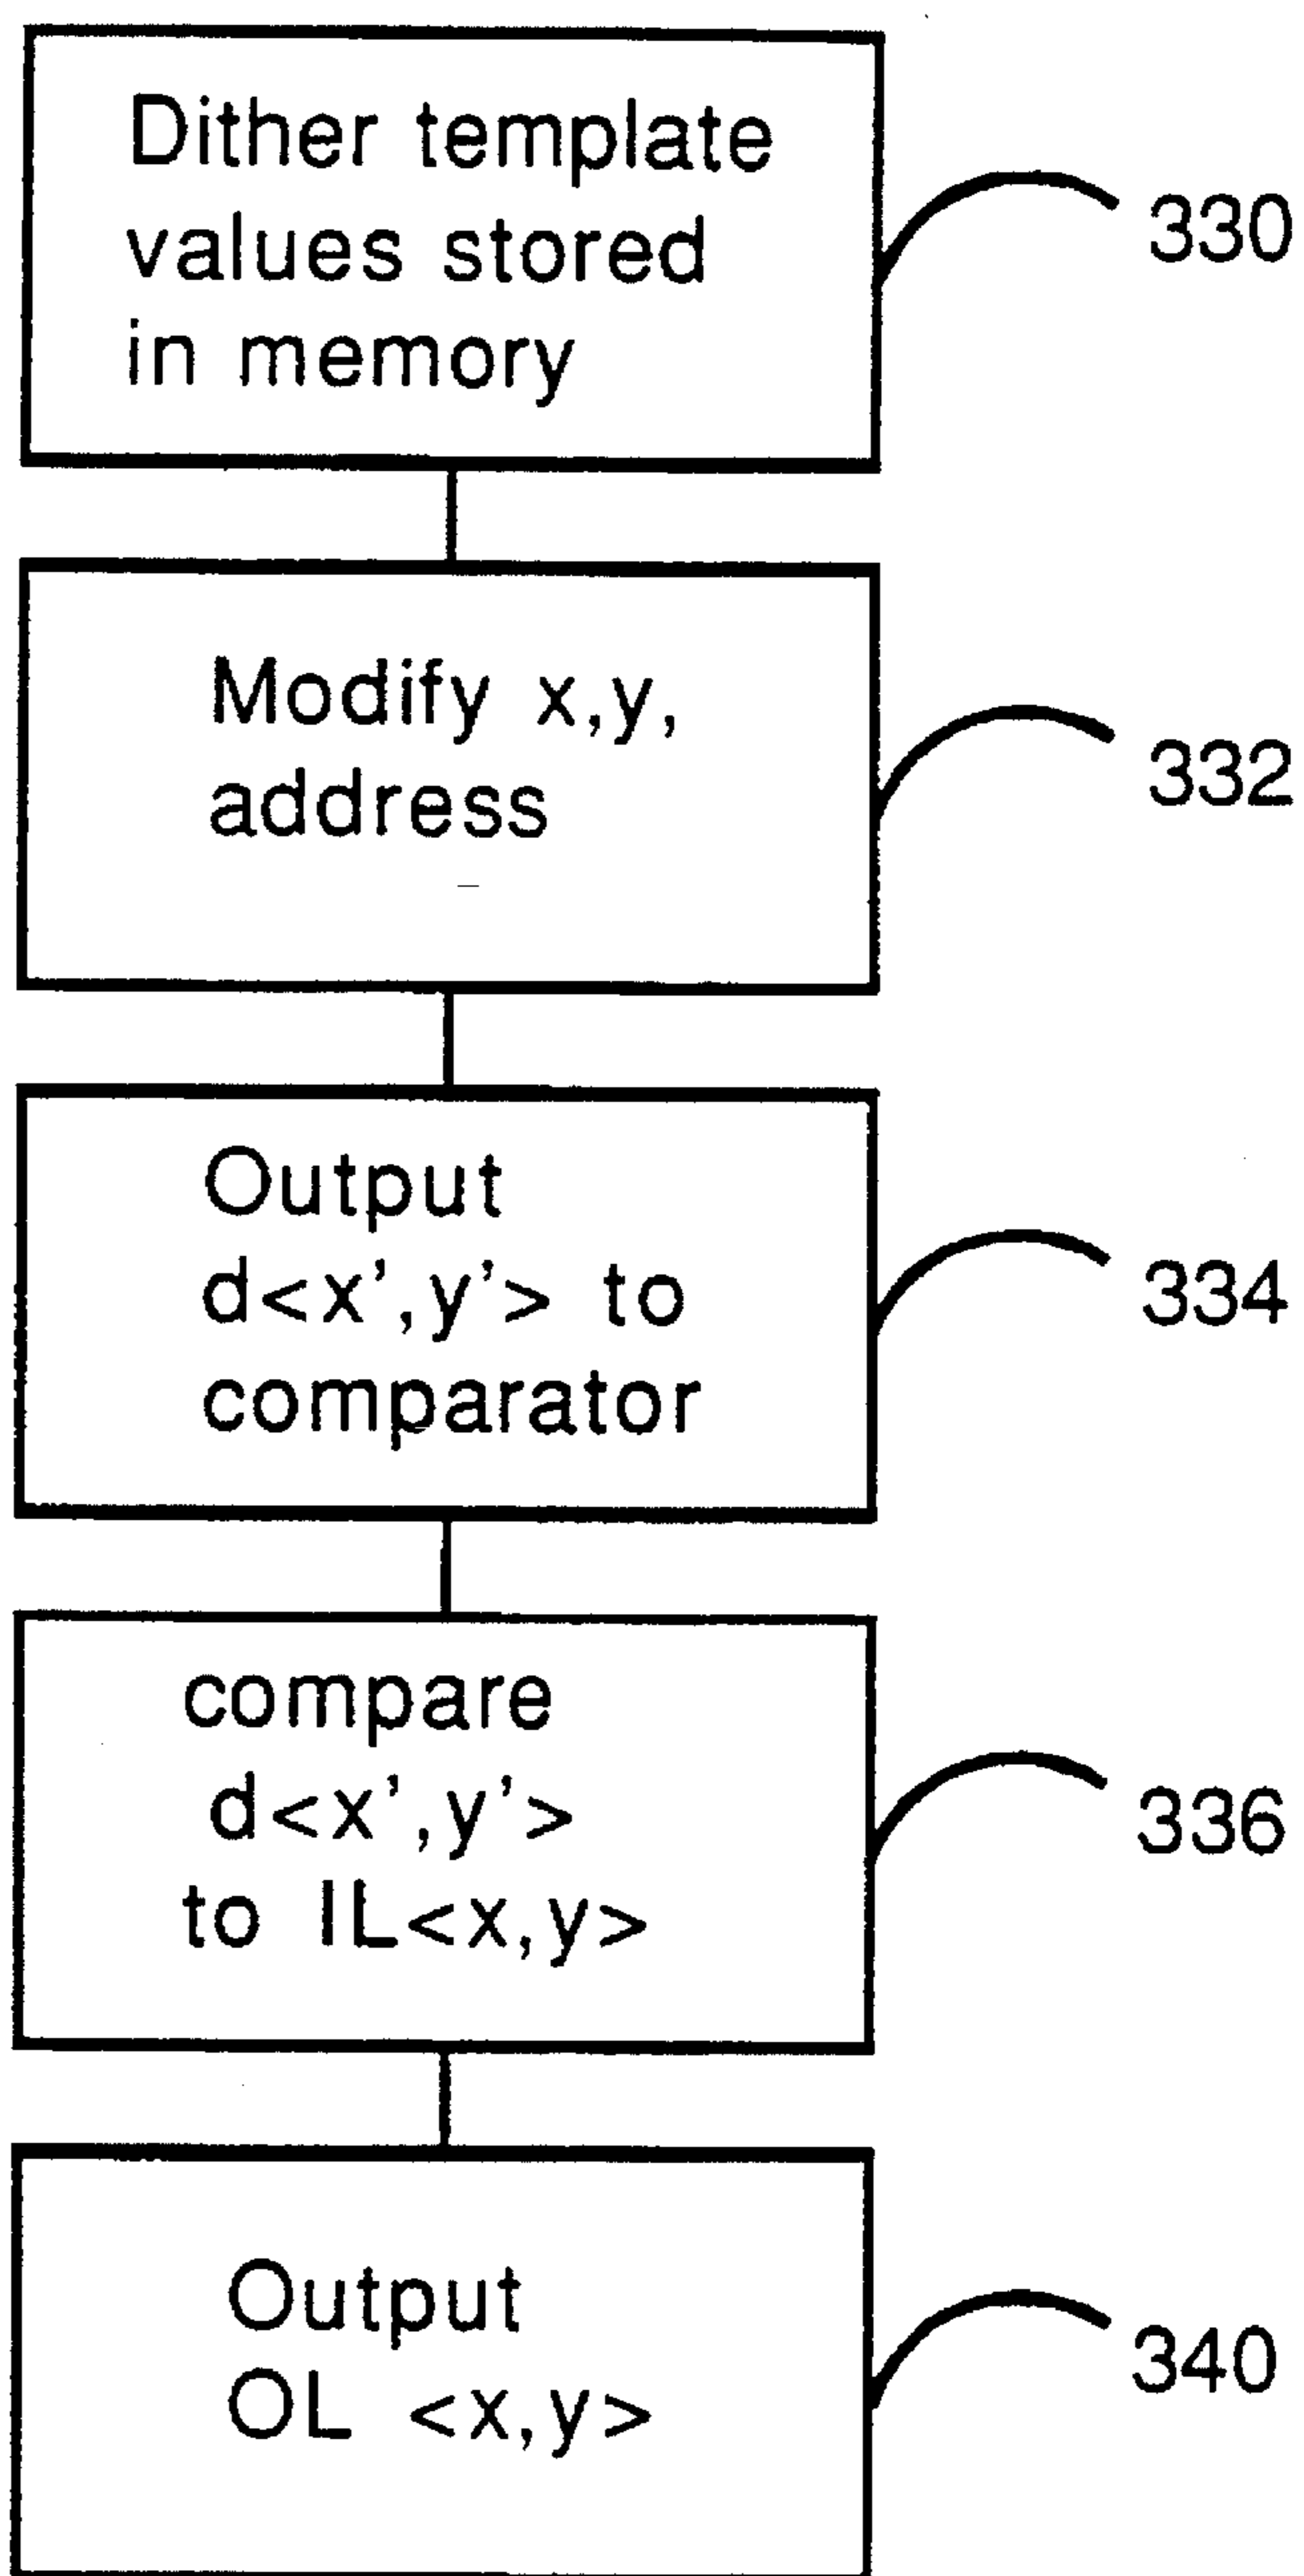 Dither template
values stored
in memory
330
Modify x,y,
address
332
Output
d<x',y'> to
comparator
334
compare
d<x',y'>
to IL<x,y>
336
Output
OL <x,y>
340